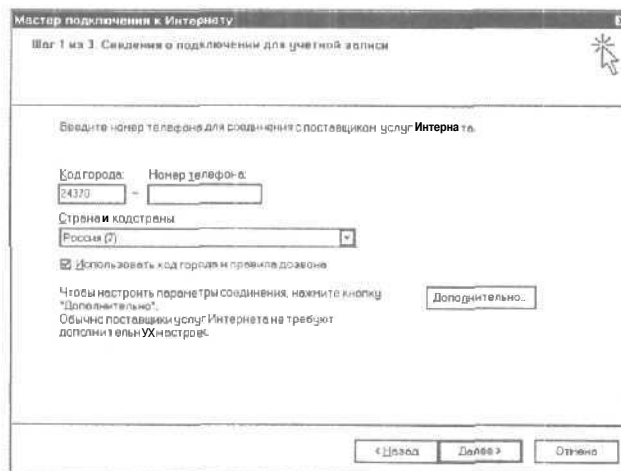 Мастер подключения к Интернету
Шаг 1 из 3. Сведения о подключении для учетной записи
Введите номер телефона для соединения с поставщиком услуг Интернета.
Код города: Номер телефона:
24370 -
Страна и код страны
Россия (7)
Использовать код города и правила дозвона
Чтобы настроить параметры соединения, нажмите кнопку
"Дополнительно".
Дополнительно...
Обычно поставщики услуг Интернета не требуют
дополнительнУХ настроек.
< Назад Далее > Отмена